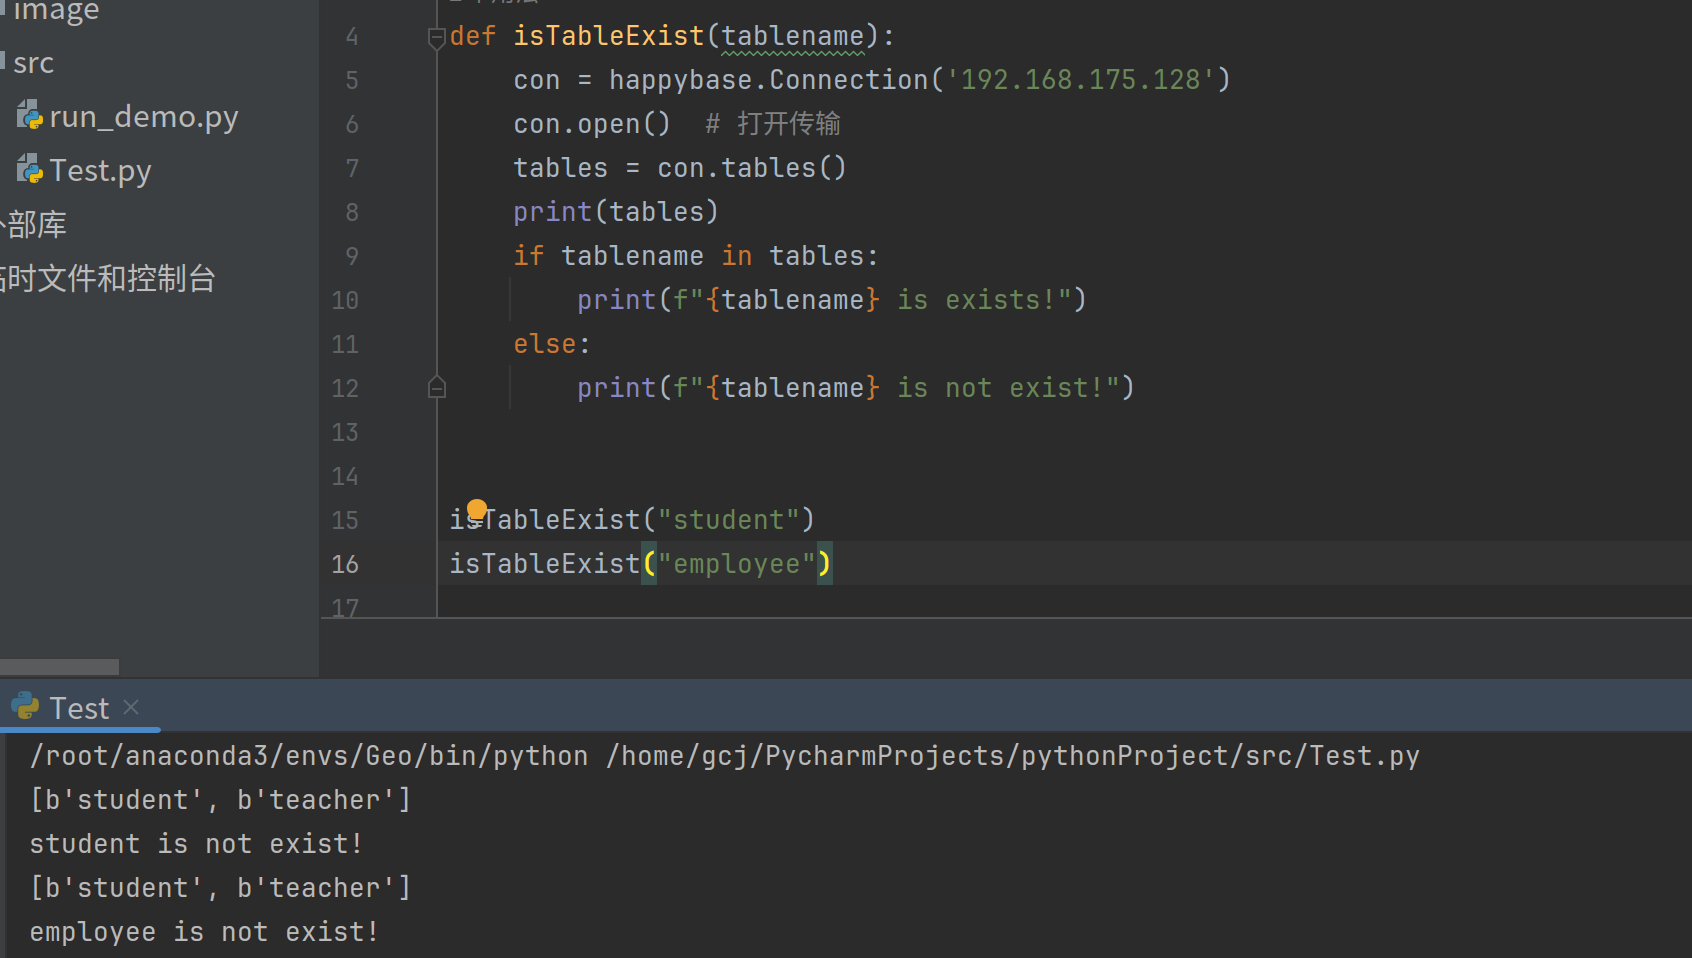 image
src
run_demo.py
Test.py
部库
时文件和控制台
4 def isTableExist(tablename):
5 con = happybase.Connection('192.168.175.128')
6 con.open()  # 打开传输
7 tables = con.tables()
8 print(tables)
9 if tablename in tables:
10 print(f"{tablename} is exists!")
11 else:
12 print(f"{tablename} is not exist!")
13
14
15 isTableExist("student")
16 isTableExist("employee")
17
Test ×
/root/anaconda3/envs/Geo/bin/python /home/gcj/PycharmProjects/pythonProject/src/Test.py
[b'student', b'teacher']
student is not exist!
[b'student', b'teacher']
employee is not exist!